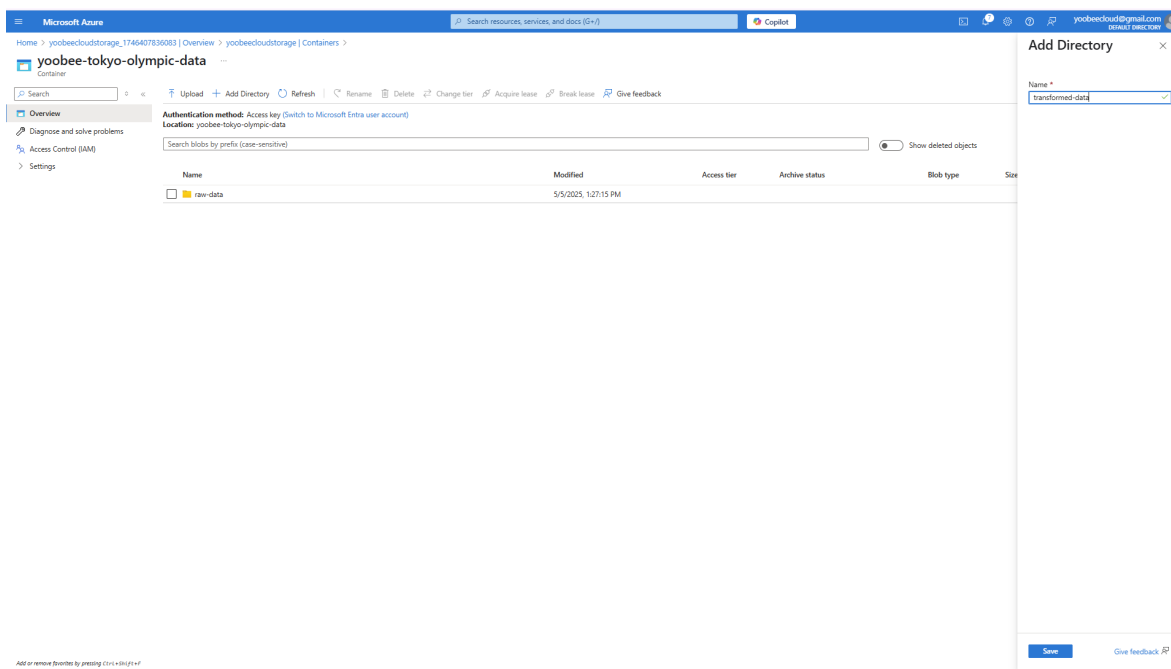 Microsoft Azure
Search resources, services, and docs (G+/)
Copilot
7
yoobeecloud@gmail.com
DEFAULT DIRECTORY
Home > yoobeecloudstorage_1746407836083 | Overview > yoobeecloudstorage | Containers >
yoobee-tokyo-olympic-data ...
Container
Search
Overview
Diagnose and solve problems
Access Control (IAM)
Settings
Upload Add Directory Refresh Rename Delete Change tier Acquire lease Break lease Give feedback
Authentication method: Access key (Switch to Microsoft Entra user account)
Location: yoobee-tokyo-olympic-data
Search blobs by prefix (case-sensitive)
Show deleted objects
Name Modified Access tier Archive status Blob type Size
raw-data 5/5/2025, 1:27:15 PM
Add Directory
Name *
transformed-data
Save Give feedback
Add or remove favorites by pressing Ctrl+Shift+F